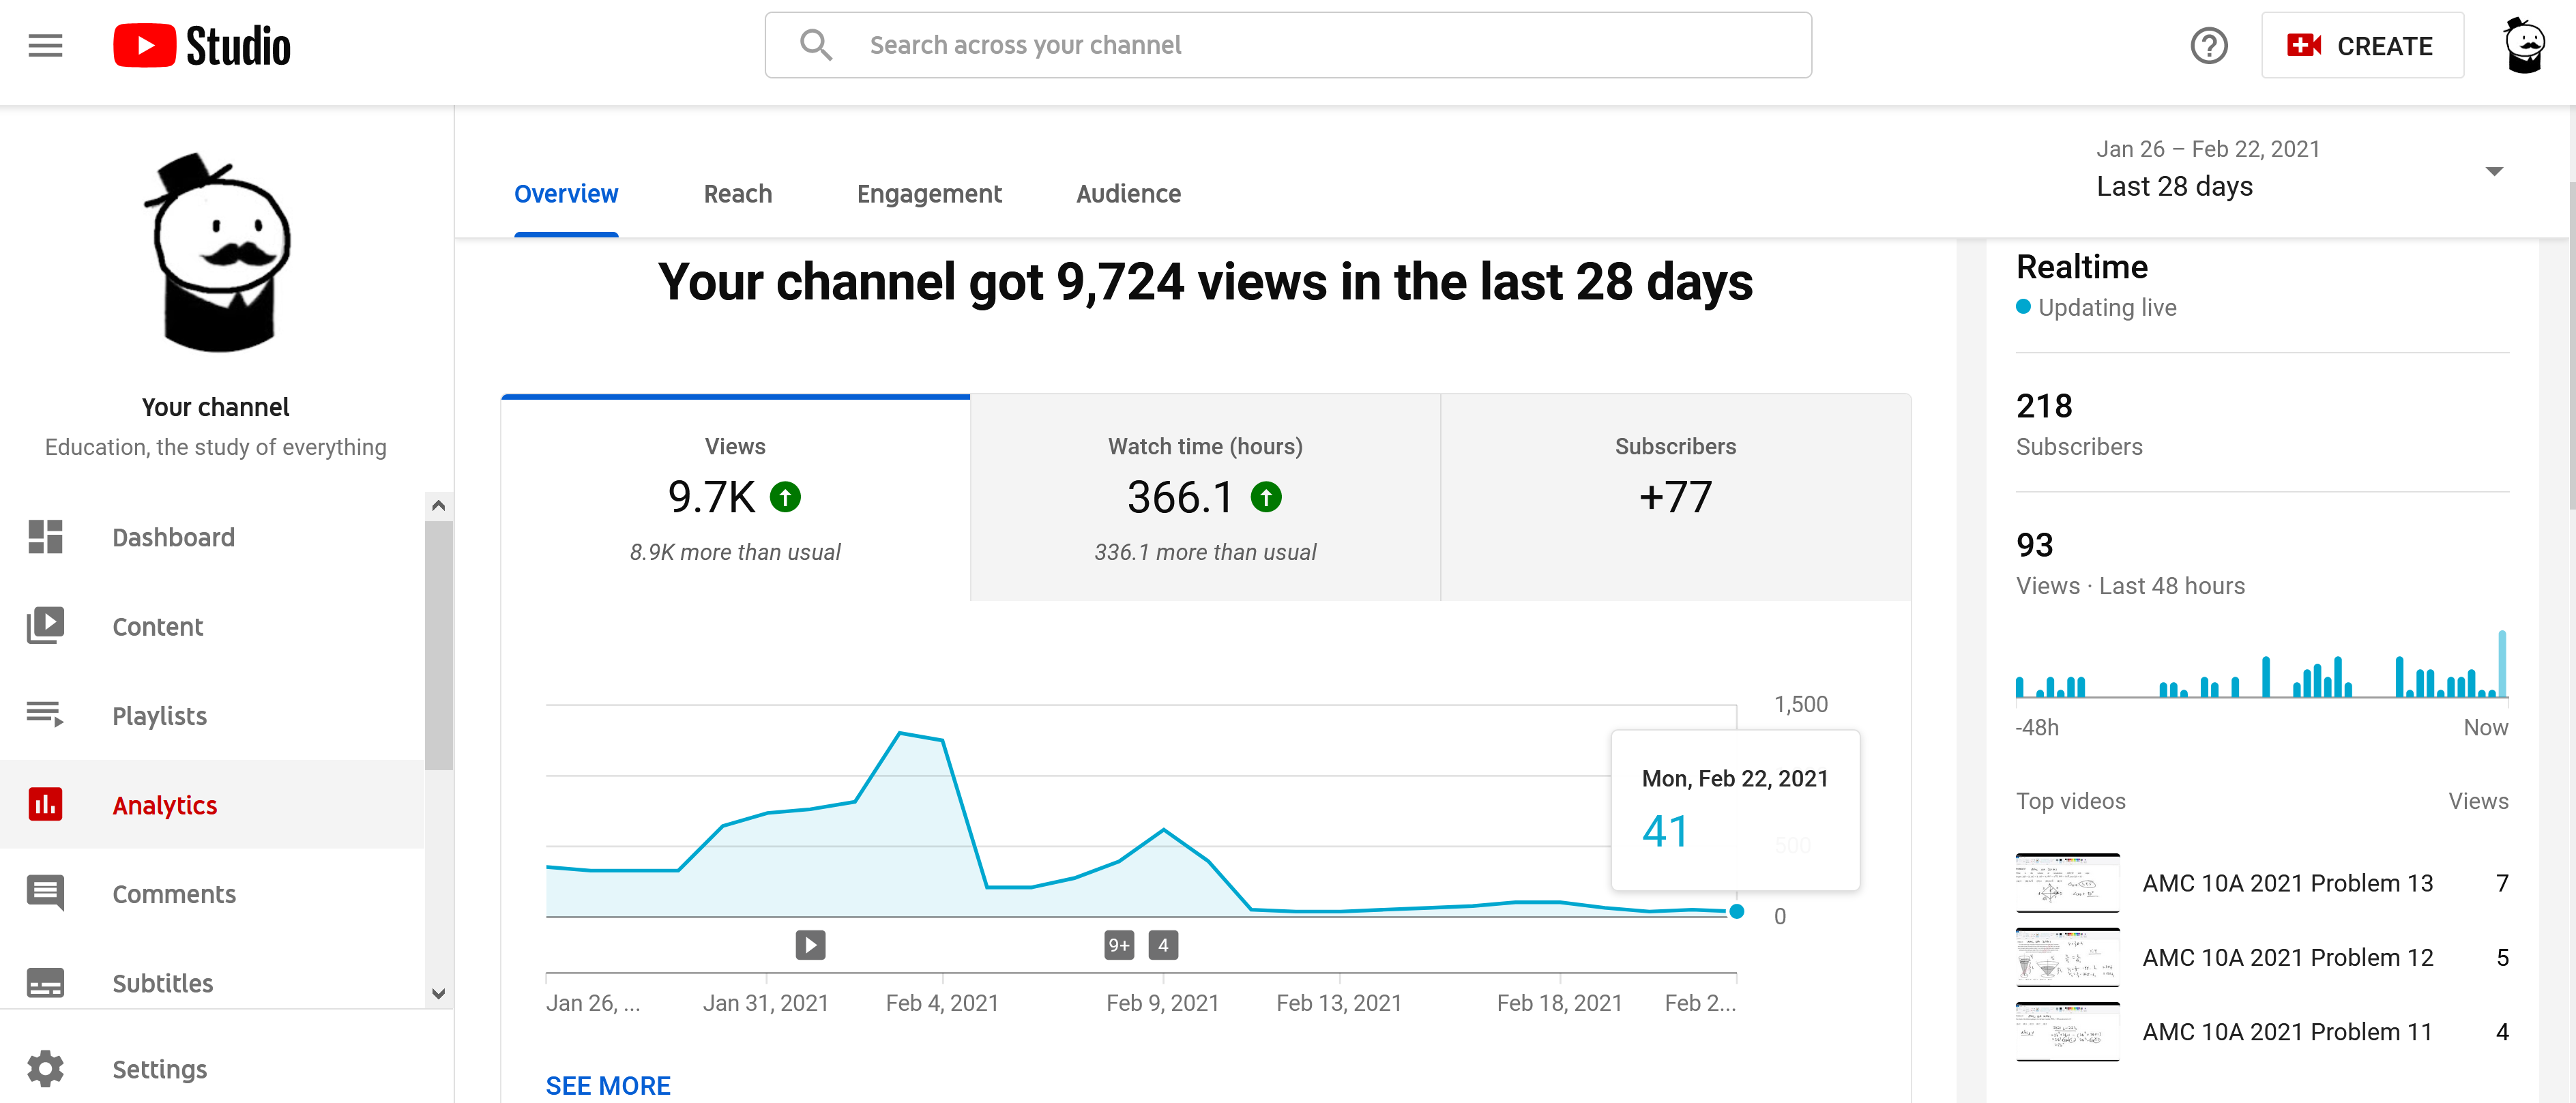 Studio
Search across your channel
CREATE
Your channel
Education, the study of everything
Dashboard
Content
Playlists
Analytics
Comments
Subtitles
Settings
Overview
Reach
Engagement
Audience
Jan 26 – Feb 22, 2021
Last 28 days
Your channel got 9,724 views in the last 28 days
Views
9.7K
8.9K more than usual
Watch time (hours)
366.1
336.1 more than usual
Subscribers
+77
1,500
Mon, Feb 22, 2021
41
500
0
9+
4
Jan 26, ...
Jan 31, 2021
Feb 4, 2021
Feb 9, 2021
Feb 13, 2021
Feb 18, 2021
Feb 2...
SEE MORE
Realtime
Updating live
218
Subscribers
93
Views · Last 48 hours
-48h
Now
Top videos
Views
AMC 10A 2021 Problem 13
7
AMC 10A 2021 Problem 12
5
AMC 10A 2021 Problem 11
4